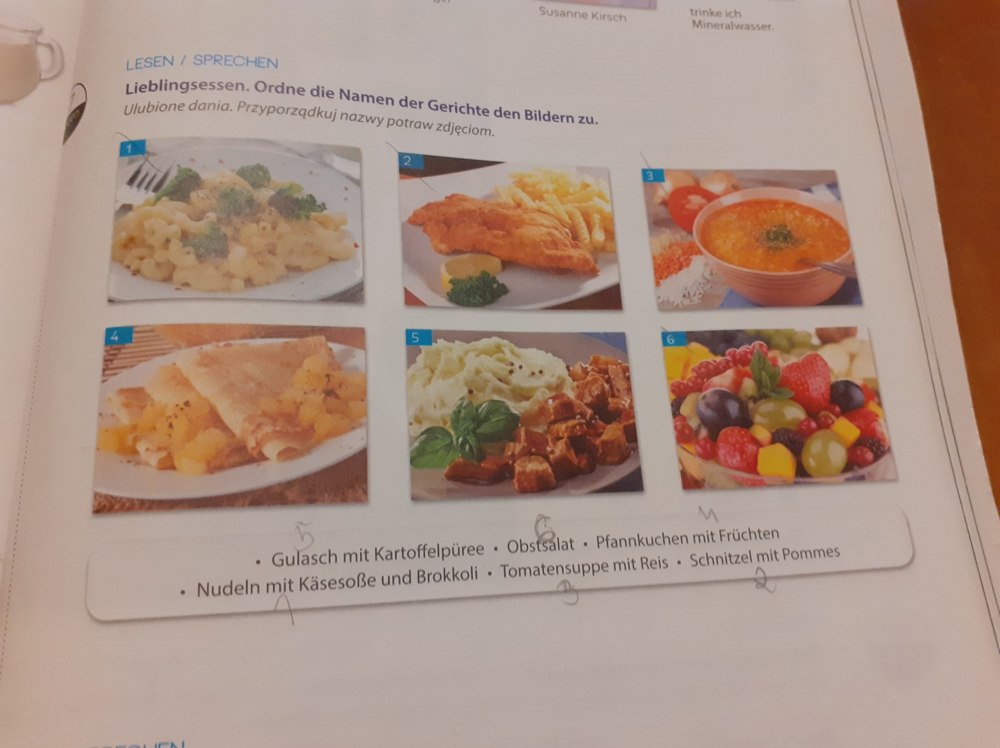 Susanne Kirsch
trinke ich
Mineralwasser.
LESEN / SPRECHEN
Lieblingsessen. Ordne die Namen der Gerichte den Bildern zu.
Ulubione dania. Przyporządkuj nazwy potraw zdjęciom.
1
2
3
4
5
6
5 6 4
• Gulasch mit Kartoffelpüree • Obstsalat • Pfannkuchen mit Früchten
• Nudeln mit Käsesoße und Brokkoli • Tomatensuppe mit Reis • Schnitzel mit Pommes
1 3 2